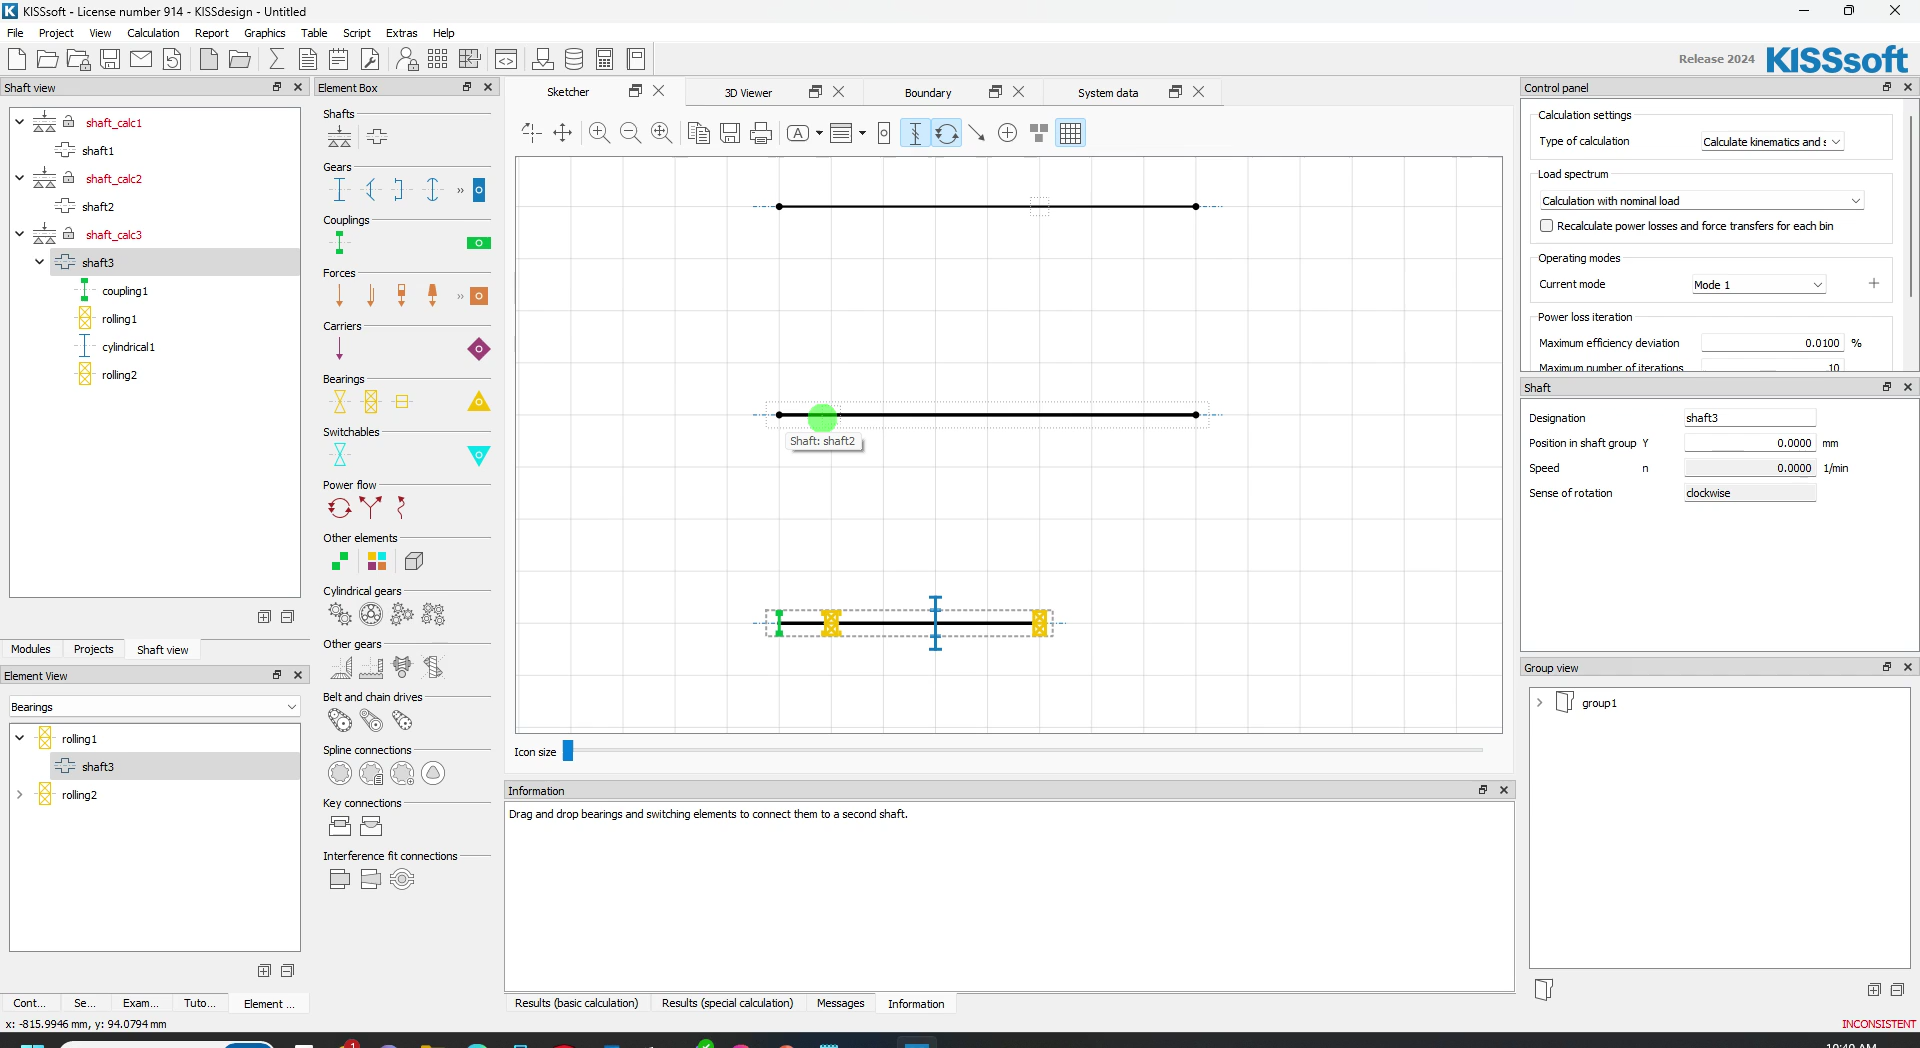 KISSsoft - License number 914 - KISSdesign - Untitled
File Project View Calculation Report Graphics Table Script Extras Help
Release 2024 KISSsoft
Shaft view
shaft_calc1
shaft1
shaft_calc2
shaft2
shaft_calc3
shaft3
coupling1
rolling1
cylindrical1
rolling2
Modules Projects Shaft view
Element View
Bearings
rolling1
shaft3
rolling2
Cont... Se... Exam... Tuto... Element ...
x: -815.9946 mm, y: 94.0794 mm
Element Box
Shafts
Gears
Couplings
Forces
Carriers
Bearings
Switchables
Power flow
Other elements
Cylindrical gears
Other gears
Belt and chain drives
Spline connections
Key connections
Interference fit connections
Sketcher 3D Viewer Boundary System data
Shaft: shaft2
Icon size
Information
Drag and drop bearings and switching elements to connect them to a second shaft.
Results (basic calculation) Results (special calculation) Messages Information
Control panel
Calculation settings
Type of calculation Calculate kinematics and s
Load spectrum
Calculation with nominal load
Recalculate power losses and force transfers for each bin
Operating modes
Current mode Mode 1
Power loss iteration
Maximum efficiency deviation 0.0100 %
Maximum number of iterations 10
Shaft
Designation shaft3
Position in shaft group Y 0.0000 mm
Speed n 0.0000 1/min
Sense of rotation clockwise
Group view
group1
INCONSISTENT
10:40 AM